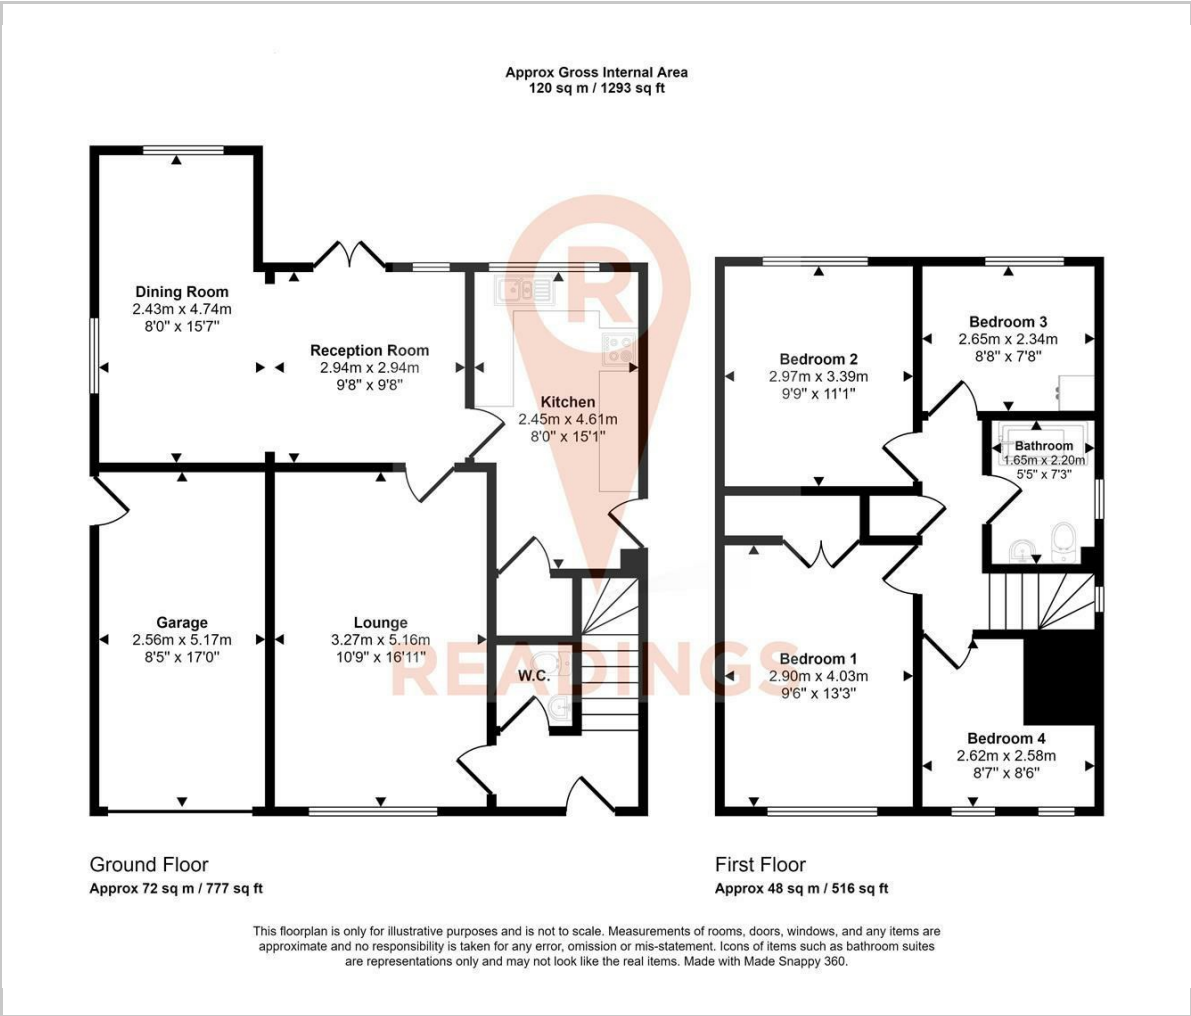 Approx Gross Internal Area
120 sq m / 1293 sq ft
Dining Room
2.43m x 4.74m
8'0" x 15'7"
Reception Room
2.94m x 2.94m
9'8" x 9'8"
Kitchen
2.45m x 4.61m
8'0" x 15'1"
Garage
2.56m x 5.17m
8'5" x 17'0"
Lounge
3.27m x 5.16m
10'9" x 16'11"
W.C.
Bedroom 2
2.97m x 3.39m
9'9" x 11'1"
Bedroom 3
2.65m x 2.34m
8'8" x 7'8"
Bathroom
1.65m x 2.20m
5'5" x 7'3"
Bedroom 1
2.90m x 4.03m
9'6" x 13'3"
Bedroom 4
2.62m x 2.58m
8'7" x 8'6"
R
READINGS
Ground Floor
Approx 72 sq m / 777 sq ft
First Floor
Approx 48 sq m / 516 sq ft
This floorplan is only for illustrative purposes and is not to scale. Measurements of rooms, doors, windows, and any items are
approximate and no responsibility is taken for any error, omission or mis-statement. Icons of items such as bathroom suites
are representations only and may not look like the real items. Made with Made Snappy 360.